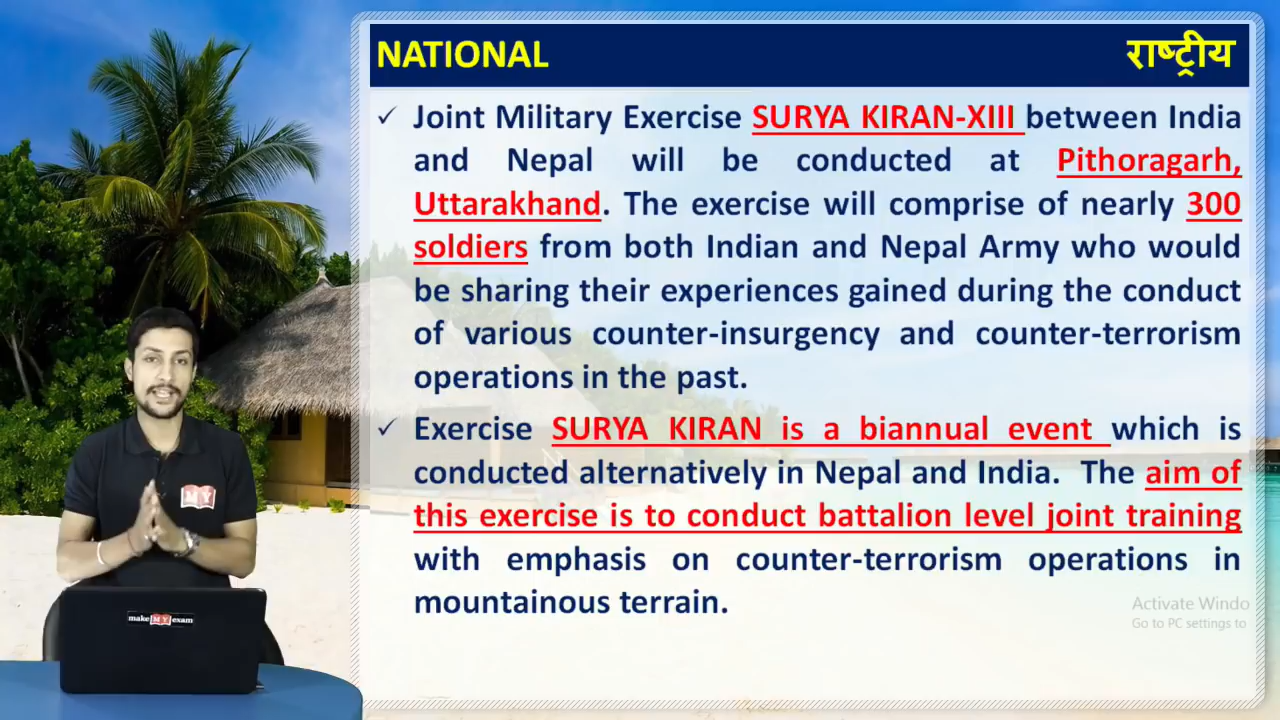 NATIONAL राष्ट्रीय
✓ Joint Military Exercise SURYA KIRAN-XIII between India
and Nepal will be conducted at Pithoragarh,
Uttarakhand. The exercise will comprise of nearly 300
soldiers from both Indian and Nepal Army who would
be sharing their experiences gained during the conduct
of various counter-insurgency and counter-terrorism
operations in the past.
✓ Exercise SURYA KIRAN is a biannual event which is
conducted alternatively in Nepal and India. The aim of
this exercise is to conduct battalion level joint training
with emphasis on counter-terrorism operations in
mountainous terrain.
Activate Windo
Go to PC settings to
MY
make MY exam